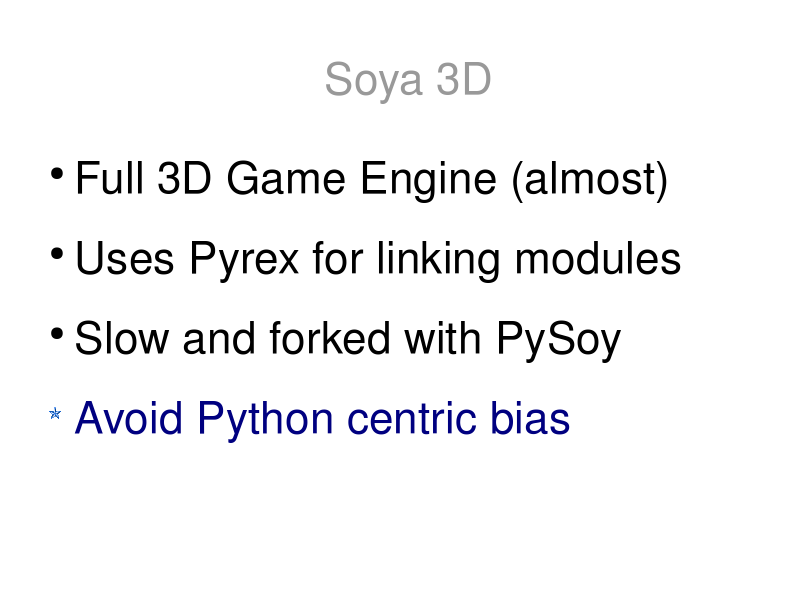 Soya 3D
• Full 3D Game Engine (almost)
• Uses Pyrex for linking modules
• Slow and forked with PySoy
* Avoid Python centric bias